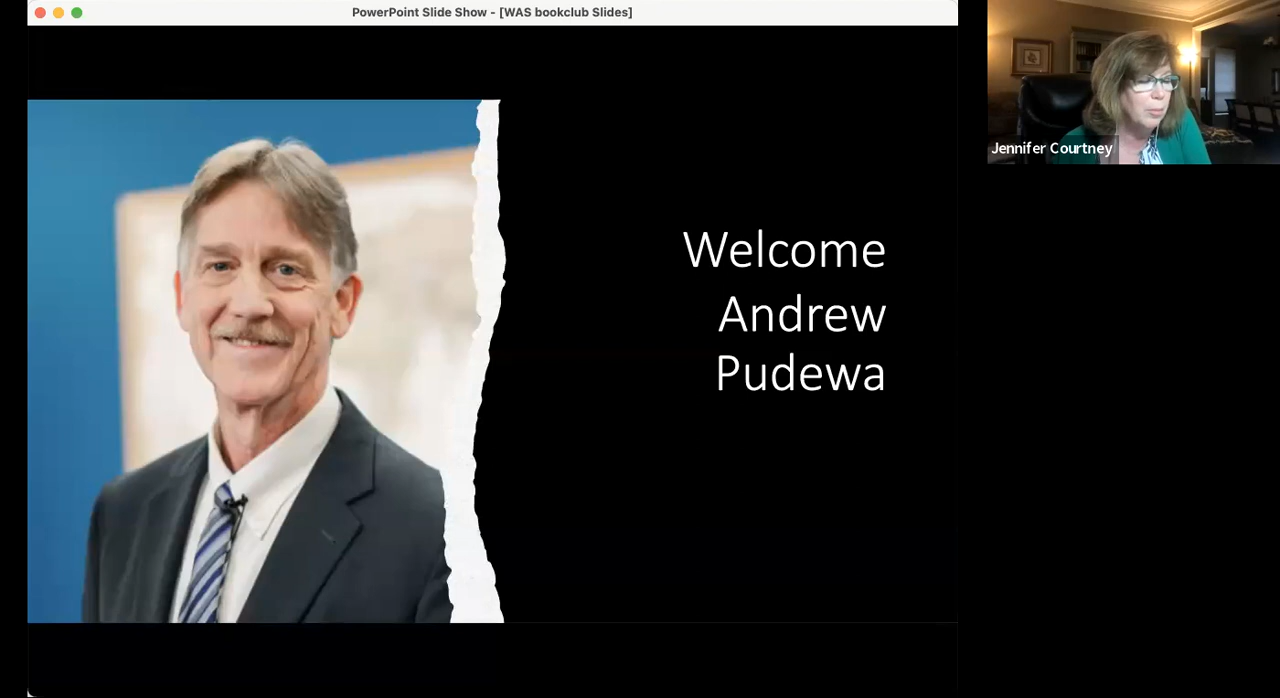 PowerPoint Slide Show - [WAS bookclub Slides]
Welcome
Andrew
Pudewa
Jennifer Courtney